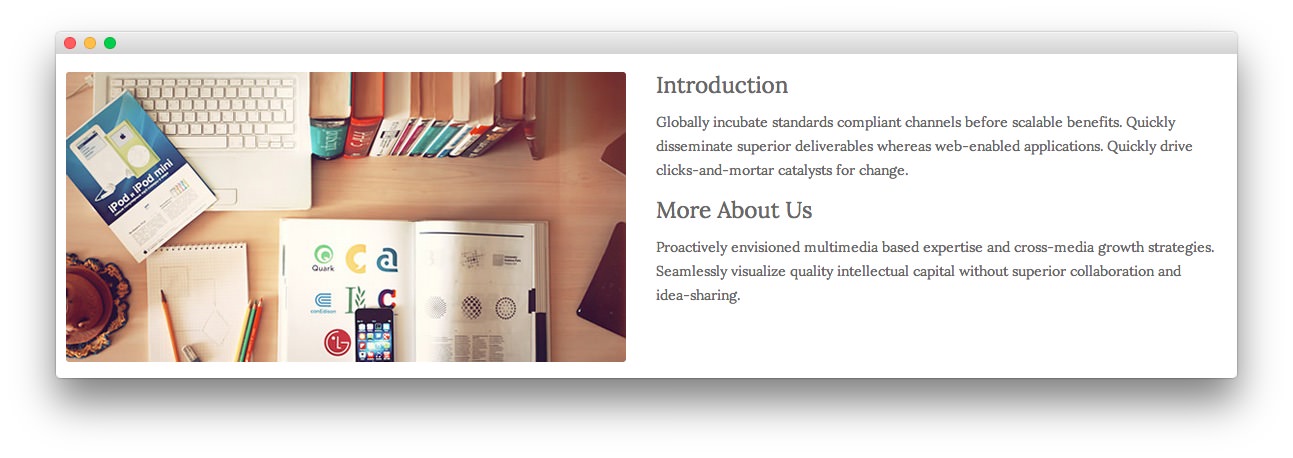 Introduction
Globally incubate standards compliant channels before scalable benefits. Quickly
disseminate superior deliverables whereas web-enabled applications. Quickly drive
clicks-and-mortar catalysts for change.
More About Us
Proactively envisioned multimedia based expertise and cross-media growth strategies.
Seamlessly visualize quality intellectual capital without superior collaboration and
idea-sharing.
iPod x iPod mini
Quark
conEdison
LG